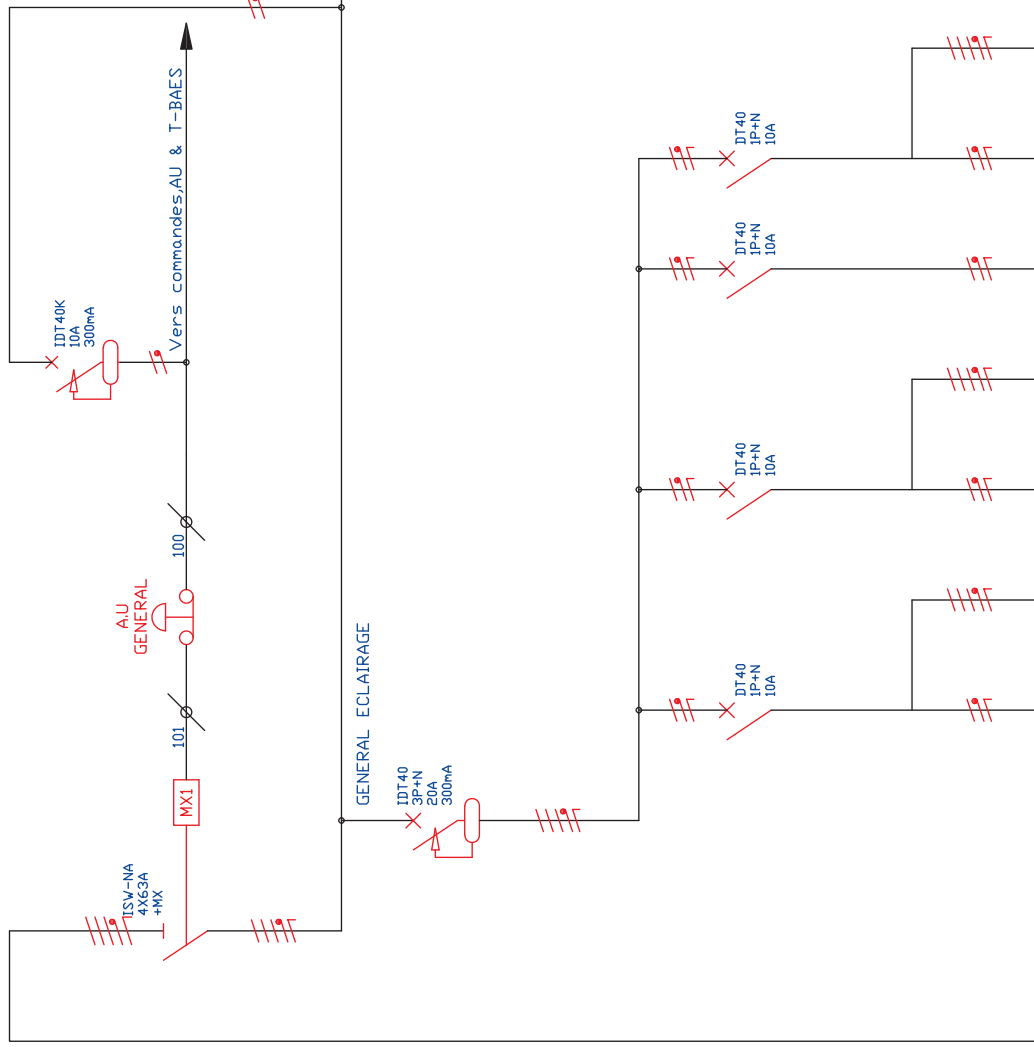 IDT40K
10A
300mA
Vers commandes,AU & T-BAES
100
A.U
GENERAL
101
MX1
ISW-NA
4X63A
+MX
GENERAL ECLAIRAGE
IDT40
3P+N
20A
300mA
DT40
1P+N
10A
DT40
1P+N
10A
DT40
1P+N
10A
DT40
1P+N
10A